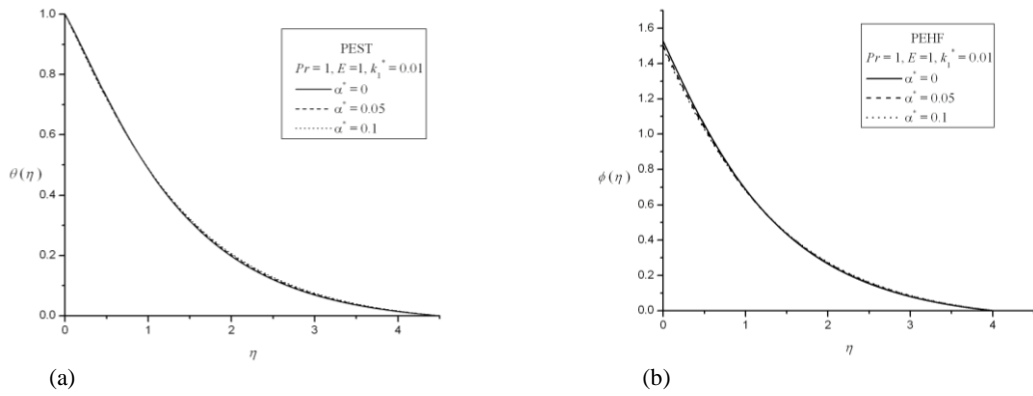 1.0
0.8
0.6
0.4
0.2
0.0
θ(η)
0
1
2
3
4
η
PEST
Pr = 1, E =1, k₁* = 0.01
α* = 0
α* = 0.05
α* = 0.1
(a)
1.6
1.4
1.2
1.0
0.8
0.6
0.4
0.2
0.0
ϕ(η)
0
1
2
3
4
η
PEHF
Pr = 1, E =1, k₁* = 0.01
α* = 0
α* = 0.05
α* = 0.1
(b)